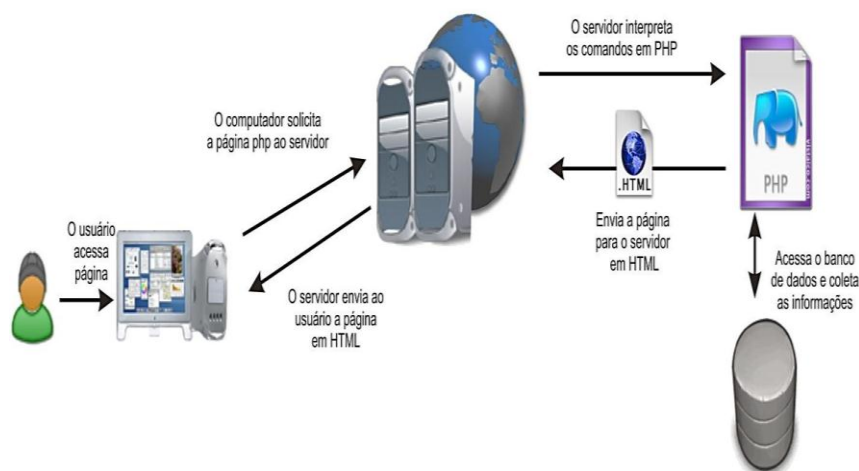 O usuário
acessa
página
O computador solicita
a página php ao servidor
O servidor interpreta
os comandos em PHP
PHP
.HTML
Envia a página
para o servidor
em HTML
Acessa o banco
de dados e coleta
as informações
O servidor envia ao
usuário a página
em HTML